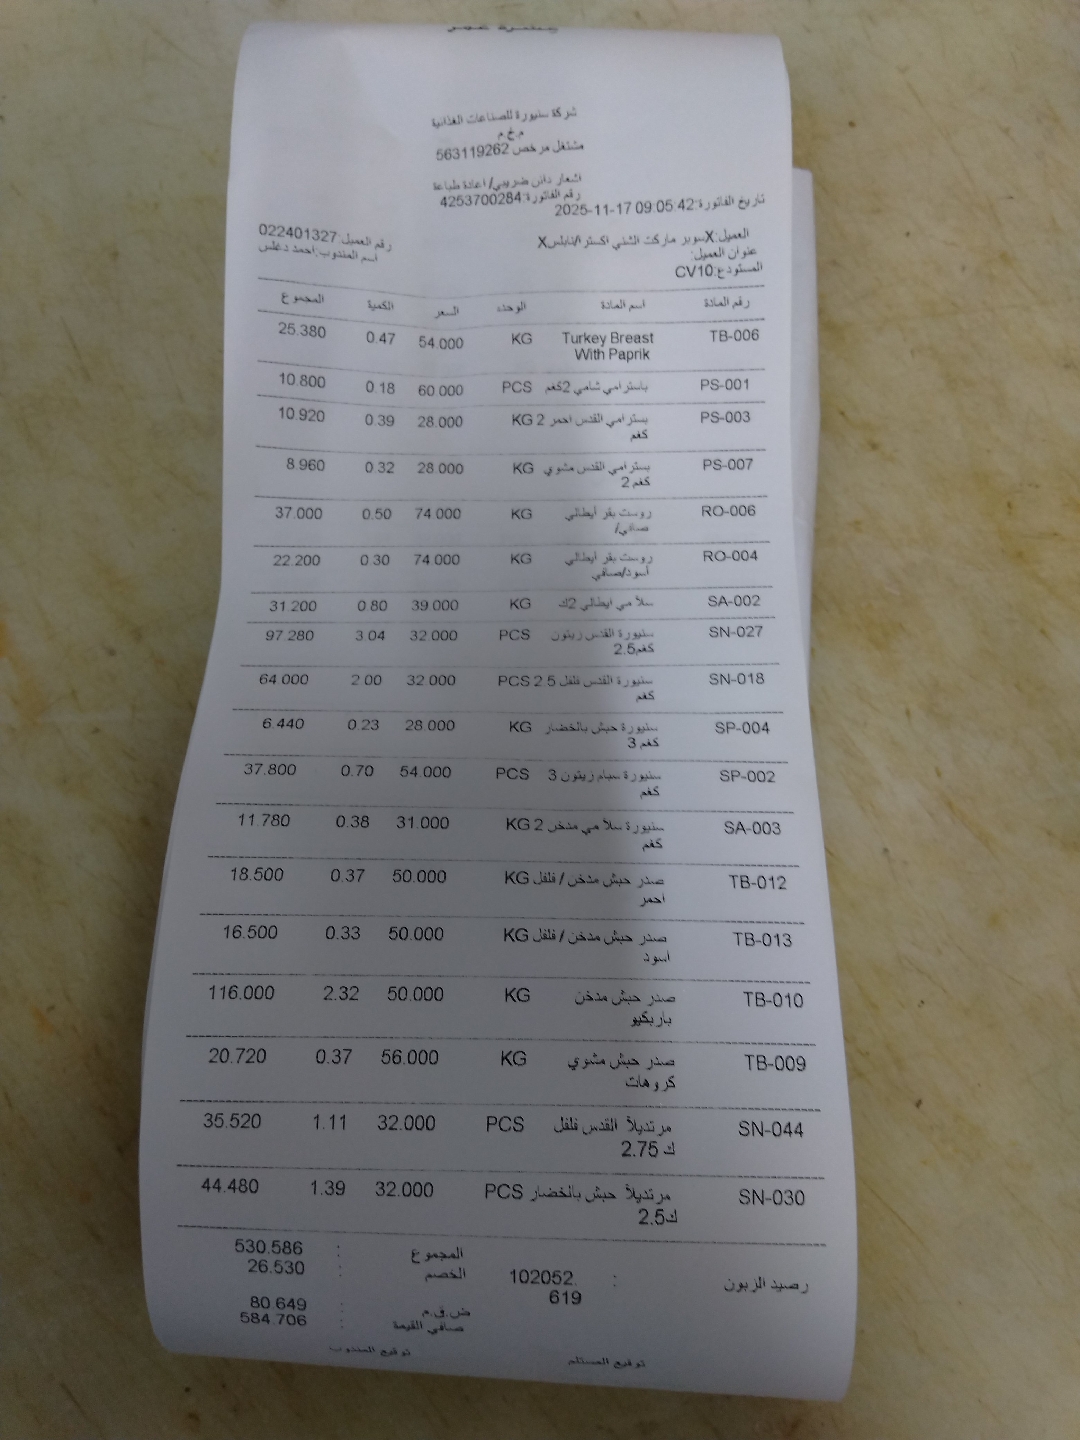 شركة سنيورة للصناعات الغذائية
م.خ.م
مشتغل مرخص 563119262
اشعار دائن ضريبي/ اعادة طباعة
رقم الفاتورة:4253700284
تاريخ الفاتورة:2025-11-17 09:05:42
العميل:Xسوبر ماركت الشني اكسترا/نابلسX
رقم العميل:022401327
عنوان العميل:
اسم المندوب:احمد دغلس
المستودع:CV10
رقم المادة اسم المادة الوحده السعر الكمية المجموع
TB-006 Turkey Breast KG 54.000 0.47 25.380
With Paprik
PS-001 باسترامي شامي 2كغم PCS 60.000 0.18 10.800
PS-003 بسترامي القدس احمر 2 KG 28.000 0.39 10.920
كغم
PS-007 بسترامي القدس مشوي KG 28.000 0.32 8.960
2 كغم
RO-006 روست بقر أيطالي KG 74.000 0.50 37.000
صافي/
RO-004 روست بقر أيطالي KG 74.000 0.30 22.200
أسود/صافي
SA-002 سلامي ايطالي 2ك KG 39.000 0.80 31.200
SN-027 سنيورة القدس زيتون PCS 32.000 3.04 97.280
2.5كغم
SN-018 سنيورة القدس فلفل 2.5 PCS 32.000 2.00 64.000
كغم
SP-004 سنيورة حبش بالخضار KG 28.000 0.23 6.440
3 كغم
SP-002 سنيورة سبام زيتون 3 PCS 54.000 0.70 37.800
كغم
SA-003 سنيورة سلامي مدخن 2 KG 31.000 0.38 11.780
كغم
TB-012 صدر حبش مدخن / فلفل KG 50.000 0.37 18.500
احمر
TB-013 صدر حبش مدخن / فلفل KG 50.000 0.33 16.500
اسود
TB-010 صدر حبش مدخن KG 50.000 2.32 116.000
باربكيو
TB-009 صدر حبش مشوي KG 56.000 0.37 20.720
كروهات
SN-044 مرتديلا القدس فلفل PCS 32.000 1.11 35.520
2.75 ك
SN-030 مرتديلا حبش بالخضار PCS 32.000 1.39 44.480
2.5ك
المجموع : 530.586
الخصم : 26.530
رصيد الزبون : 102052.
619
ض.ق.م : 80.649
صافي القيمة : 584.706
توقيع المستلم توقيع المندوب